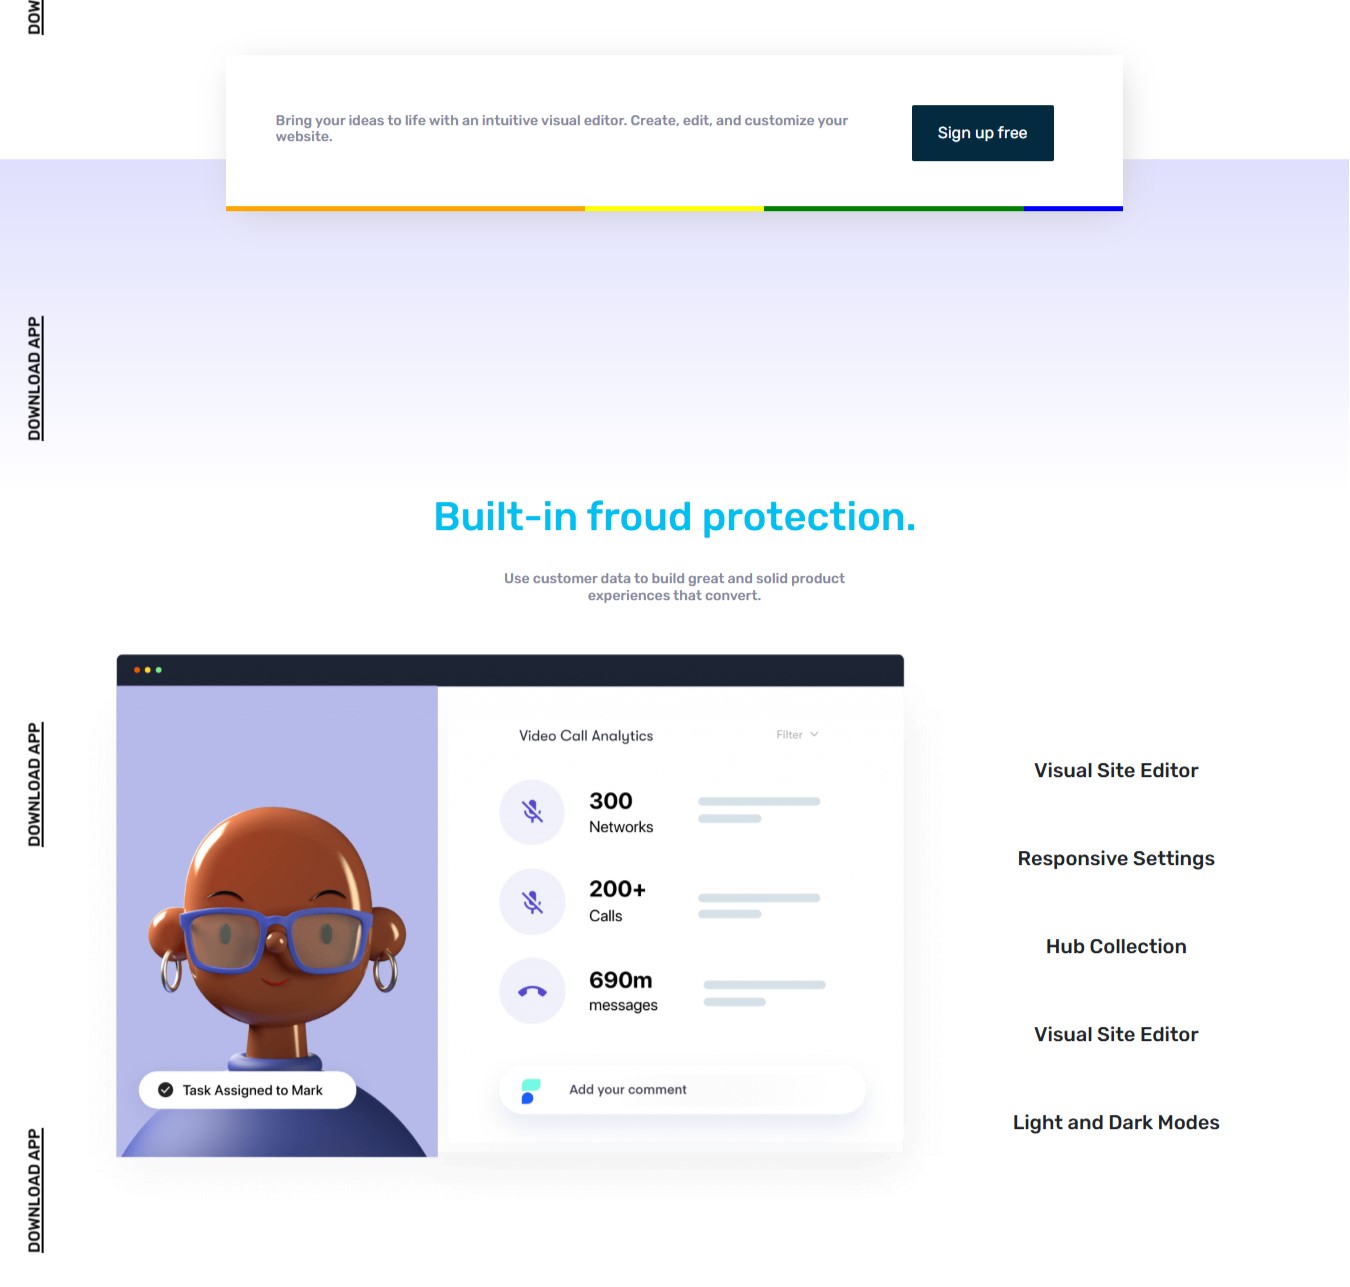 Bring your ideas to life with an intuitive visual editor. Create, edit, and customize your
website.
Sign up free
DOWNLOAD APP
Built-in froud protection.
Use customer data to build great and solid product
experiences that convert.
DOWNLOAD APP
Video Call Analytics
Filter
300
Networks
200+
Calls
690m
messages
Add your comment
Task Assigned to Mark
Visual Site Editor
Responsive Settings
Hub Collection
Visual Site Editor
Light and Dark Modes
DOWNLOAD APP